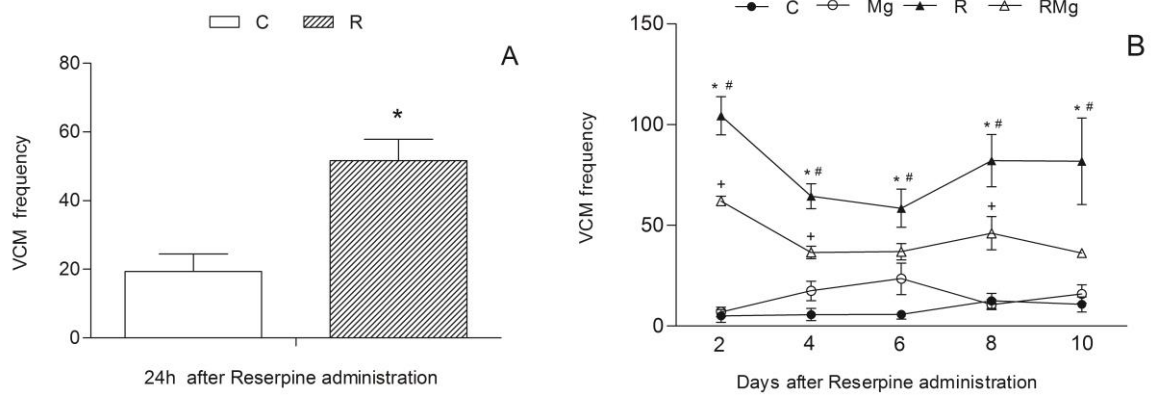 C R
A
80
60
40
20
0
VCM frequency
*
24h after Reserpine administration
C Mg R RMg
B
150
100
50
0
VCM frequency
* #
* #
* #
* #
* #
+
+
+
2 4 6 8 10
Days after Reserpine administration